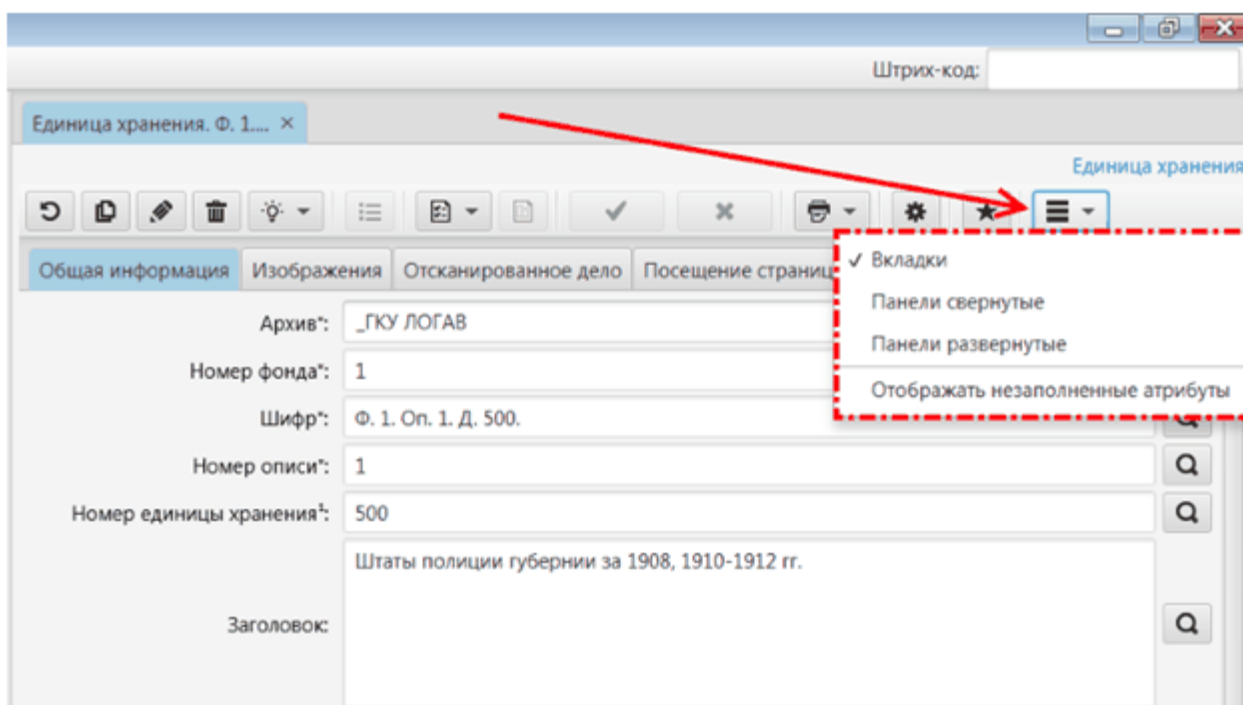 Штрих-код:
Единица хранения. Ф. 1.... ×
Единица хранения
Общая информация Изображения Отсканированное дело Посещение страниц
✓ Вкладки
Панели свернутые
Панели развернутые
Отображать незаполненные атрибуты
Архив*: _ГКУ ЛОГАВ
Номер фонда*: 1
Шифр*: Ф. 1. Оп. 1. Д. 500.
Номер описи*: 1
Номер единицы хранения¹: 500
Заголовок: Штаты полиции губернии за 1908, 1910-1912 гг.